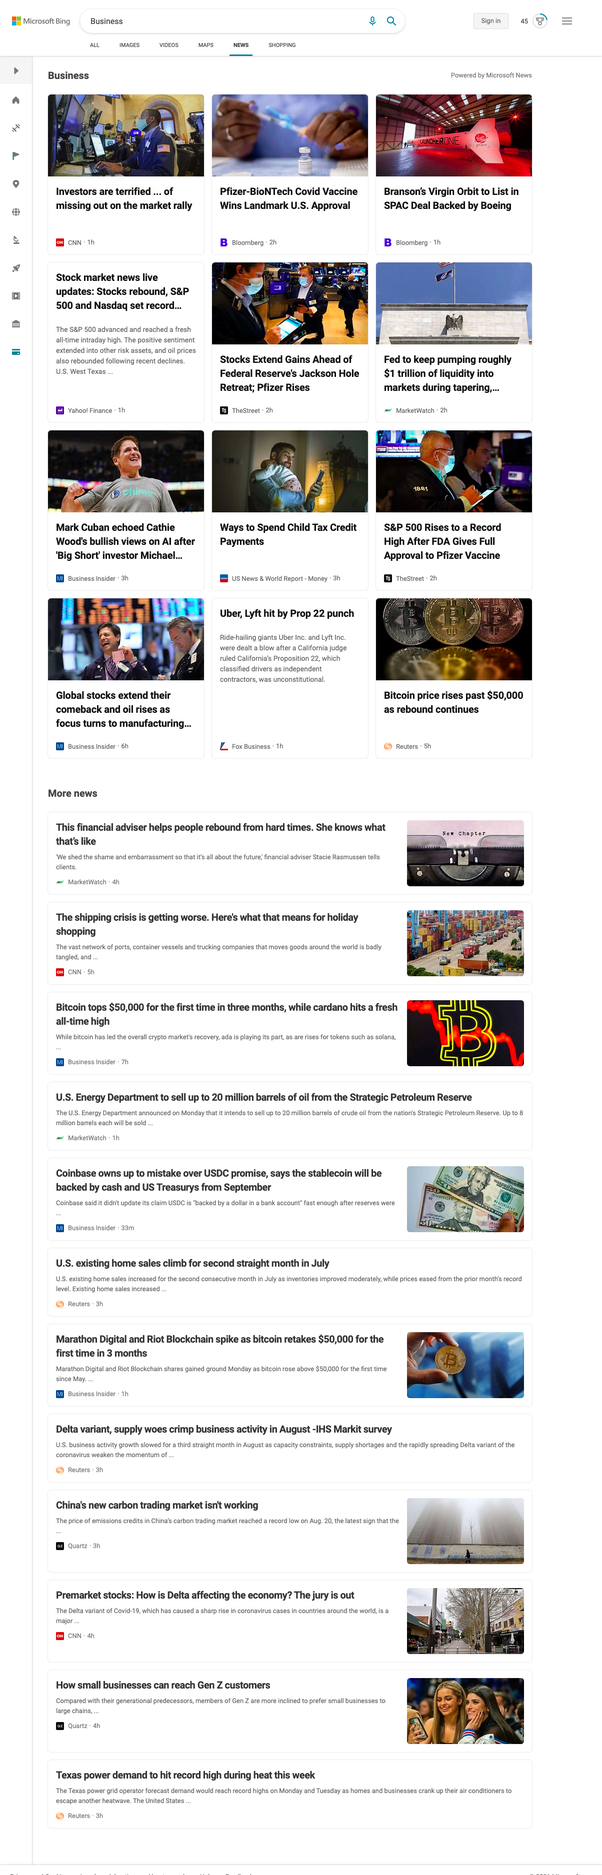 Microsoft Bing
Business
Sign in
45
ALL
IMAGES
VIDEOS
MAPS
NEWS
SHOPPING
Business
Powered by Microsoft News
Investors are terrified ... of
missing out on the market rally
CNN · 1h
Pfizer-BioNTech Covid Vaccine
Wins Landmark U.S. Approval
Bloomberg · 2h
Branson's Virgin Orbit to List in
SPAC Deal Backed by Boeing
Bloomberg · 1h
Stock market news live
updates: Stocks rebound, S&P
500 and Nasdaq set record...
The S&P 500 advanced and reached a fresh
all-time intraday high. The positive sentiment
extended into other risk assets, and oil prices
also rebounded following recent declines.
U.S. West Texas ...
Yahoo! Finance · 1h
Stocks Extend Gains Ahead of
Federal Reserve's Jackson Hole
Retreat; Pfizer Rises
TheStreet · 2h
Fed to keep pumping roughly
$1 trillion of liquidity into
markets during tapering,...
MarketWatch · 2h
Mark Cuban echoed Cathie
Wood's bullish views on AI after
'Big Short' investor Michael...
Business Insider · 3h
Ways to Spend Child Tax Credit
Payments
US News & World Report - Money · 3h
S&P 500 Rises to a Record
High After FDA Gives Full
Approval to Pfizer Vaccine
TheStreet · 2h
Global stocks extend their
comeback and oil rises as
focus turns to manufacturing...
Business Insider · 6h
Uber, Lyft hit by Prop 22 punch
Ride-hailing giants Uber Inc. and Lyft Inc.
were dealt a blow after a California judge
ruled California's Proposition 22, which
classified drivers as independent
contractors, was unconstitutional.
Fox Business · 1h
Bitcoin price rises past $50,000
as rebound continues
Reuters · 5h
More news
This financial adviser helps people rebound from hard times. She knows what
that's like
'We shed the shame and embarrassment so that it's all about the future,' financial adviser Stacie Rasmussen tells
clients.
MarketWatch · 4h
New Chapter
The shipping crisis is getting worse. Here's what that means for holiday
shopping
The vast network of ports, container vessels and trucking companies that moves goods around the world is badly
tangled, and ...
CNN · 5h
Bitcoin tops $50,000 for the first time in three months, while cardano hits a fresh
all-time high
While bitcoin has led the overall crypto market's recovery, ada is playing its part, as are rises for tokens such as solana,
...
Business Insider · 7h
U.S. Energy Department to sell up to 20 million barrels of oil from the Strategic Petroleum Reserve
The U.S. Energy Department announced on Monday that it intends to sell up to 20 million barrels of crude oil from the nation's Strategic Petroleum Reserve. Up to 8
million barrels each will be sold ...
MarketWatch · 1h
Coinbase owns up to mistake over USDC promise, says the stablecoin will be
backed by cash and US Treasurys from September
Coinbase said it didn't update its claim USDC is "backed by a dollar in a bank account" fast enough after reserves were
...
Business Insider · 33m
U.S. existing home sales climb for second straight month in July
U.S. existing home sales increased for the second consecutive month in July as inventories improved moderately, while prices eased from the prior month's record
level. Existing home sales increased ...
Reuters · 3h
Marathon Digital and Riot Blockchain spike as bitcoin retakes $50,000 for the
first time in 3 months
Marathon Digital and Riot Blockchain shares gained ground Monday as bitcoin rose above $50,000 for the first time
since May. ...
Business Insider · 1h
Delta variant, supply woes crimp business activity in August -IHS Markit survey
U.S. business activity growth slowed for a third straight month in August as capacity constraints, supply shortages and the rapidly spreading Delta variant of the
coronavirus weaken the momentum of ...
Reuters · 3h
China's new carbon trading market isn't working
The price of emissions credits in China's carbon trading market reached a record low on Aug. 20, the latest sign that the
...
Quartz · 3h
Premarket stocks: How is Delta affecting the economy? The jury is out
The Delta variant of Covid-19, which has caused a sharp rise in coronavirus cases in countries around the world, is a
major ...
CNN · 4h
How small businesses can reach Gen Z customers
Compared with their generational predecessors, members of Gen Z are more inclined to prefer small businesses to
large chains, ...
Quartz · 4h
Texas power demand to hit record high during heat this week
The Texas power grid operator forecast demand would reach record highs on Monday and Tuesday as homes and businesses crank up their air conditioners to
escape another heatwave. The United States ...
Reuters · 3h